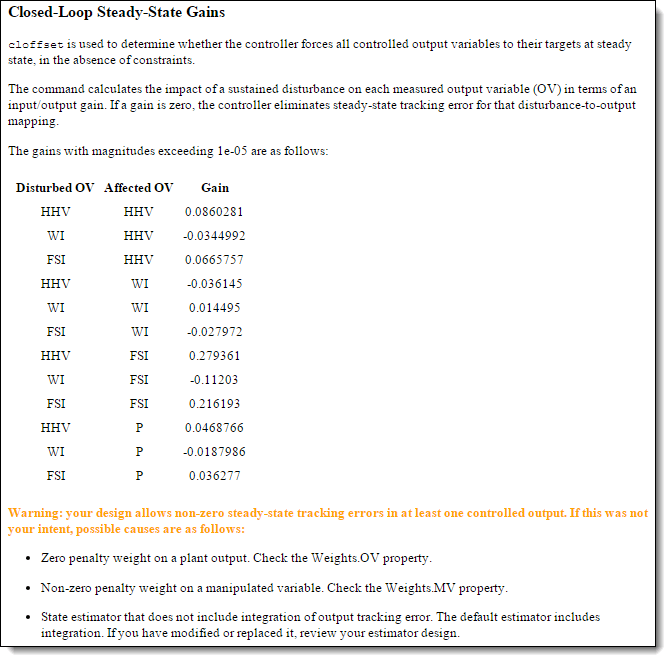 Closed-Loop Steady-State Gains
cloffset is used to determine whether the controller forces all controlled output variables to their targets at steady
state, in the absence of constraints.
The command calculates the impact of a sustained disturbance on each measured output variable (OV) in terms of an
input/output gain. If a gain is zero, the controller eliminates steady-state tracking error for that disturbance-to-output
mapping.
The gains with magnitudes exceeding 1e-05 are as follows:
Disturbed OV Affected OV Gain
HHV HHV 0.0860281
WI HHV -0.0344992
FSI HHV 0.0665757
HHV WI -0.036145
WI WI 0.014495
FSI WI -0.027972
HHV FSI 0.279361
WI FSI -0.11203
FSI FSI 0.216193
HHV P 0.0468766
WI P -0.0187986
FSI P 0.036277
Warning: your design allows non-zero steady-state tracking errors in at least one controlled output. If this was not
your intent, possible causes are as follows:
• Zero penalty weight on a plant output. Check the Weights.OV property.
• Non-zero penalty weight on a manipulated variable. Check the Weights.MV property.
• State estimator that does not include integration of output tracking error. The default estimator includes
integration. If you have modified or replaced it, review your estimator design.